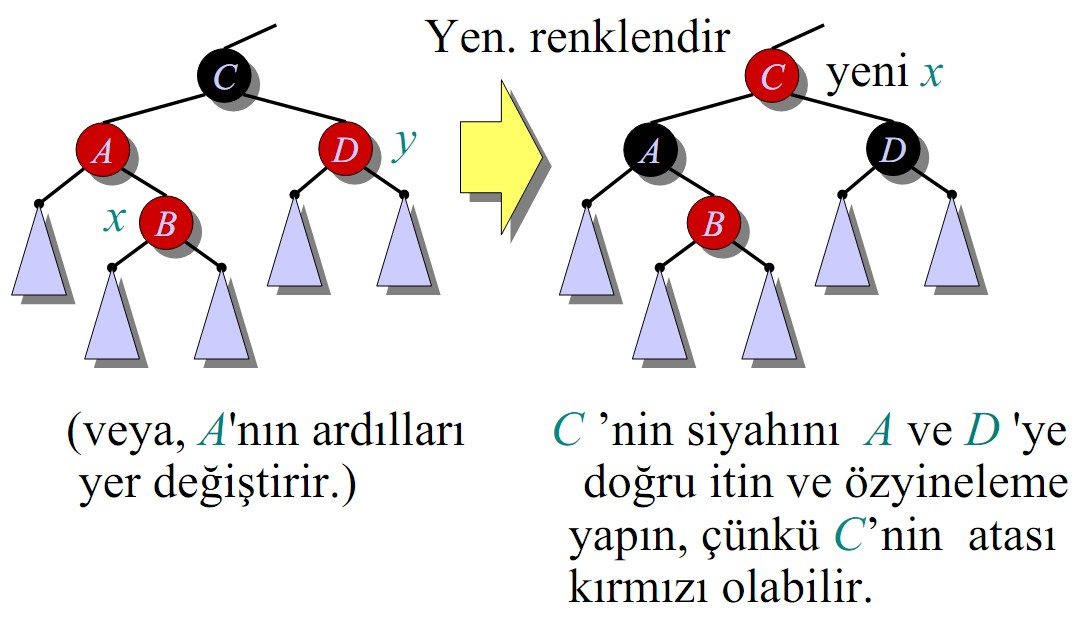 Yen. renklendir
C
A
D
y
x
B
C
yeni x
A
D
B
(veya, A'nın ardılları
yer değiştirir.)
C ’nin siyahını A ve D 'ye
doğru itin ve özyineleme
yapın, çünkü C’nin atası
kırmızı olabilir.